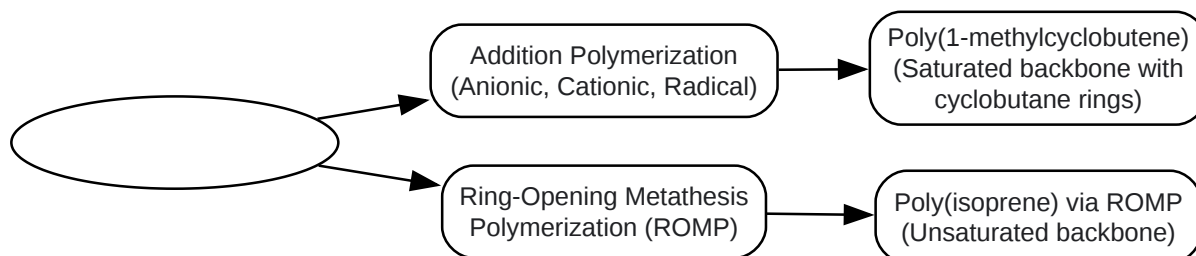 Addition Polymerization
(Anionic, Cationic, Radical)
Poly(1-methylcyclobutene)
(Saturated backbone with
cyclobutane rings)
Ring-Opening Metathesis
Polymerization (ROMP)
Poly(isoprene) via ROMP
(Unsaturated backbone)